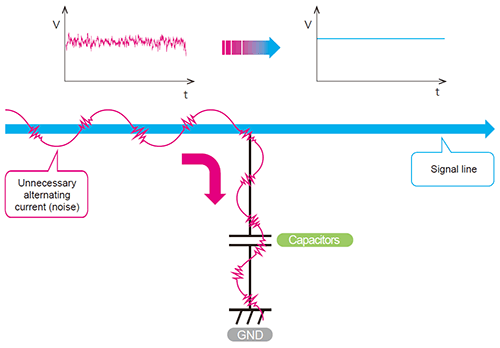 V
t
V
t
Unnecessary
alternating
current (noise)
Signal line
Capacitors
GND